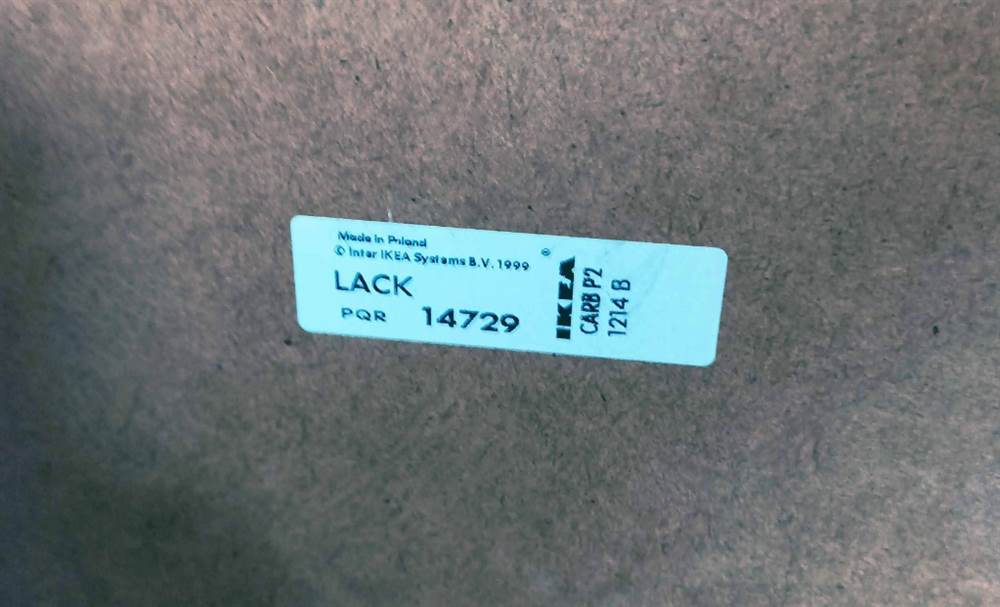 Made in Poland
© Inter IKEA Systems B.V. 1999
LACK
PQR 14729
IKEA®
CARB P2
1214 B